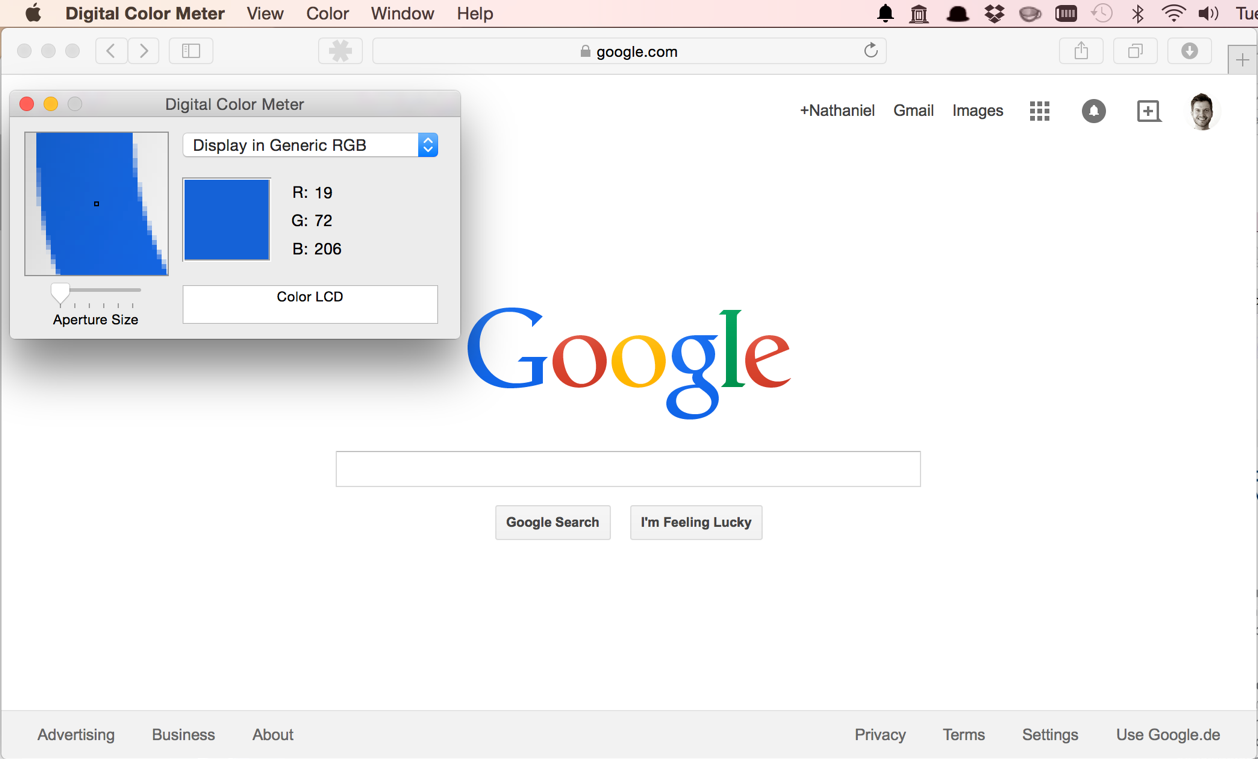 Digital Color Meter View Color Window Help Tue
google.com
Digital Color Meter
+Nathaniel Gmail Images
Display in Generic RGB
R: 19
G: 72
B: 206
Color LCD
Aperture Size
Google
Google Search I'm Feeling Lucky
Advertising Business About Privacy Terms Settings Use Google.de